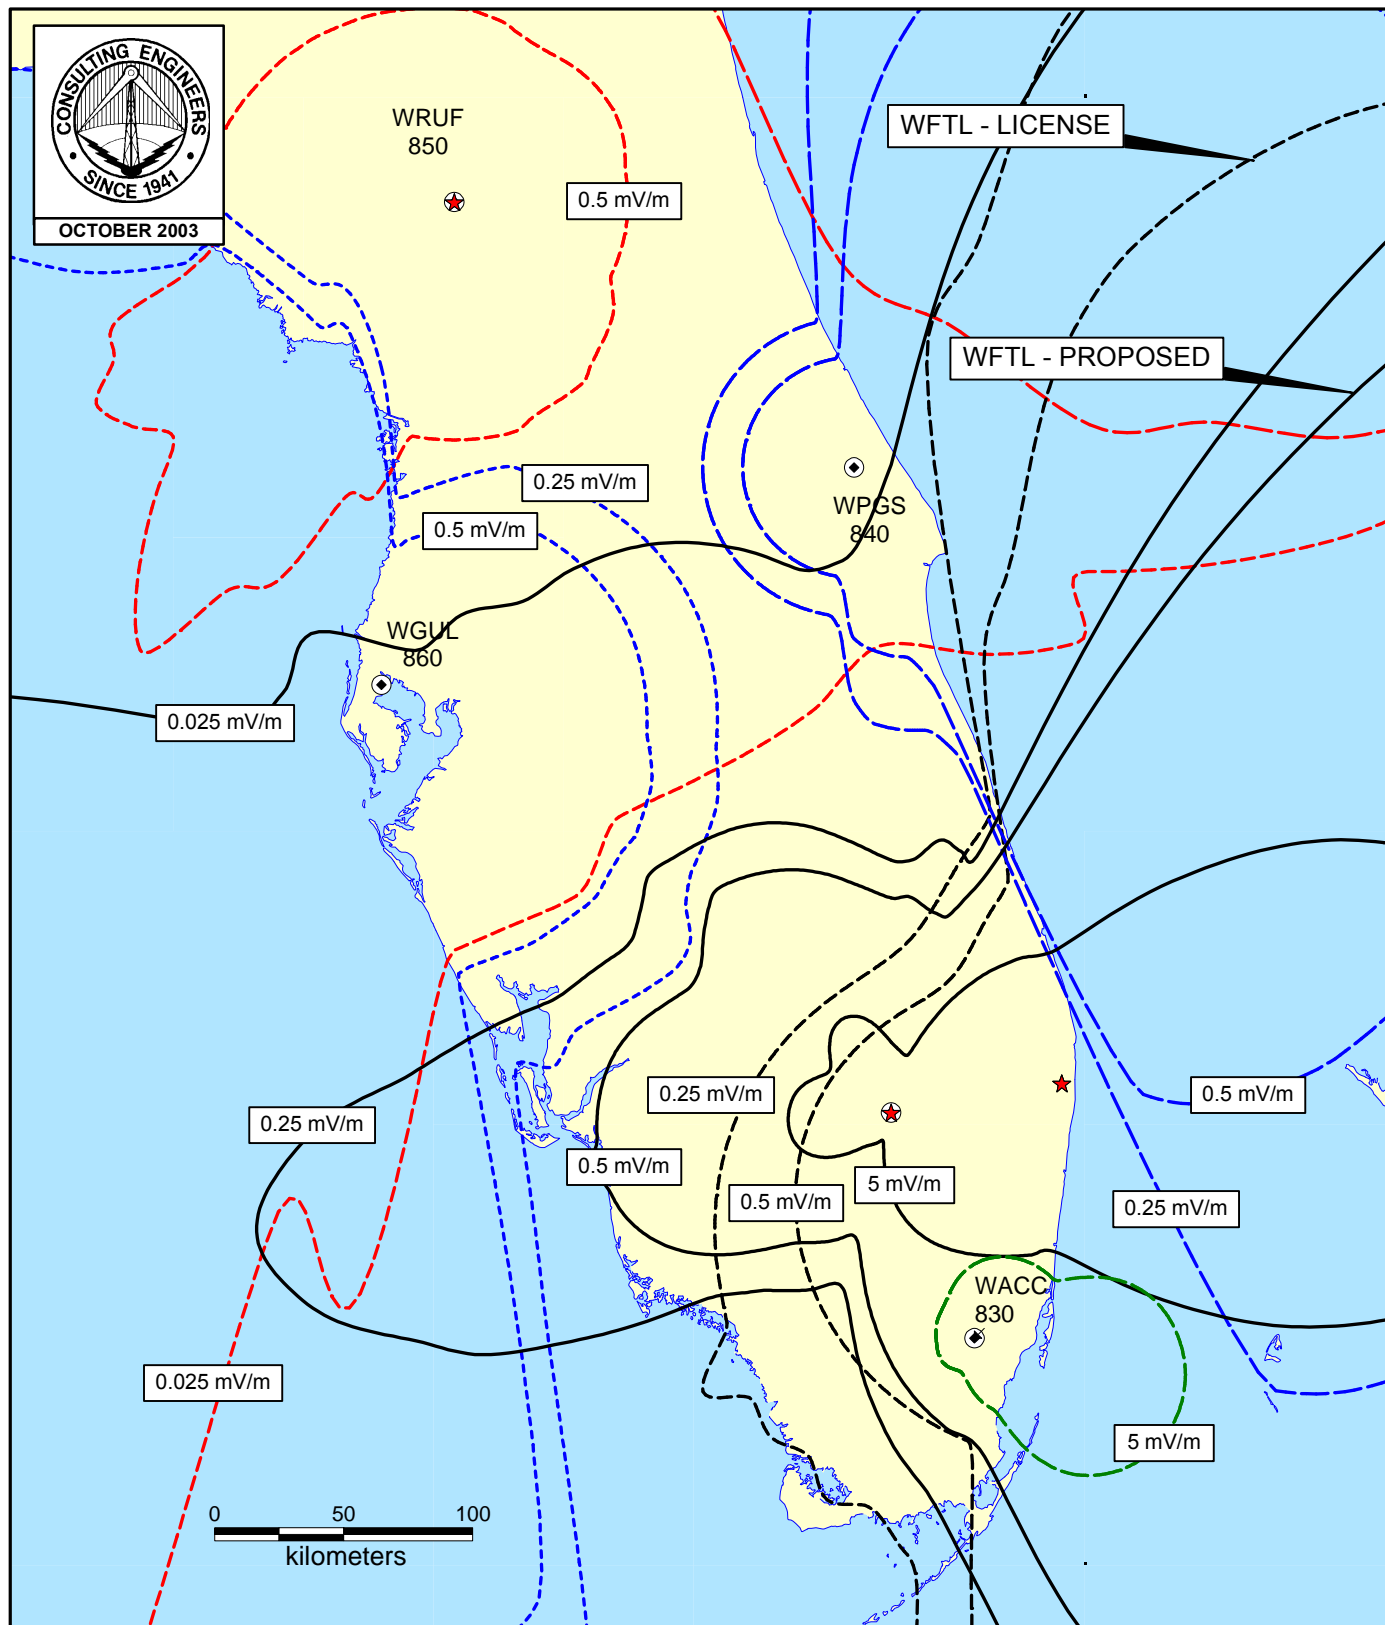 CONSULTING ENGINEERS
• SINCE 1941 •
OCTOBER 2003
WRUF
850
0.5 mV/m
WFTL - LICENSE
WFTL - PROPOSED
0.25 mV/m
0.5 mV/m
WPGS
840
WGUL
860
0.025 mV/m
0.25 mV/m
0.25 mV/m
0.5 mV/m
0.5 mV/m
0.5 mV/m
5 mV/m
0.25 mV/m
WACC
830
0.025 mV/m
5 mV/m
0 50 100
kilometers